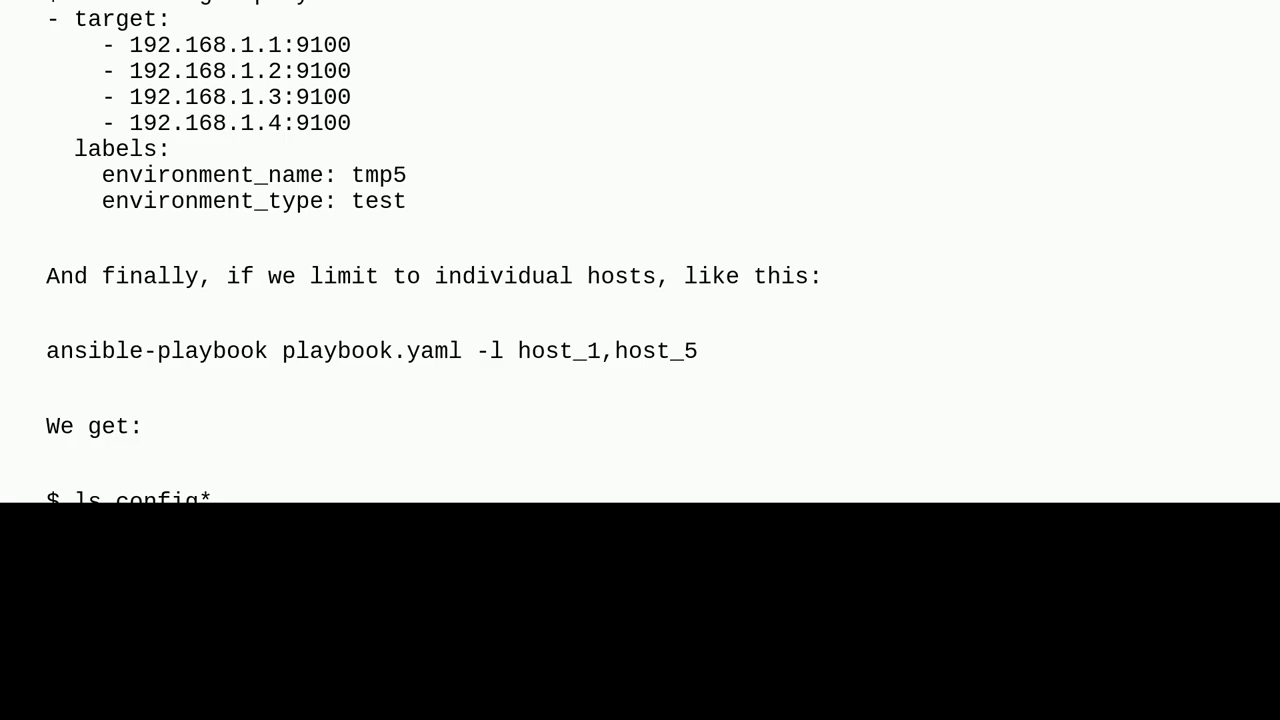 - target:
- 192.168.1.1:9100
- 192.168.1.2:9100
- 192.168.1.3:9100
- 192.168.1.4:9100
labels:
environment_name: tmp5
environment_type: test
And finally, if we limit to individual hosts, like this:
ansible-playbook playbook.yaml -l host_1,host_5
We get:
$ ls config*